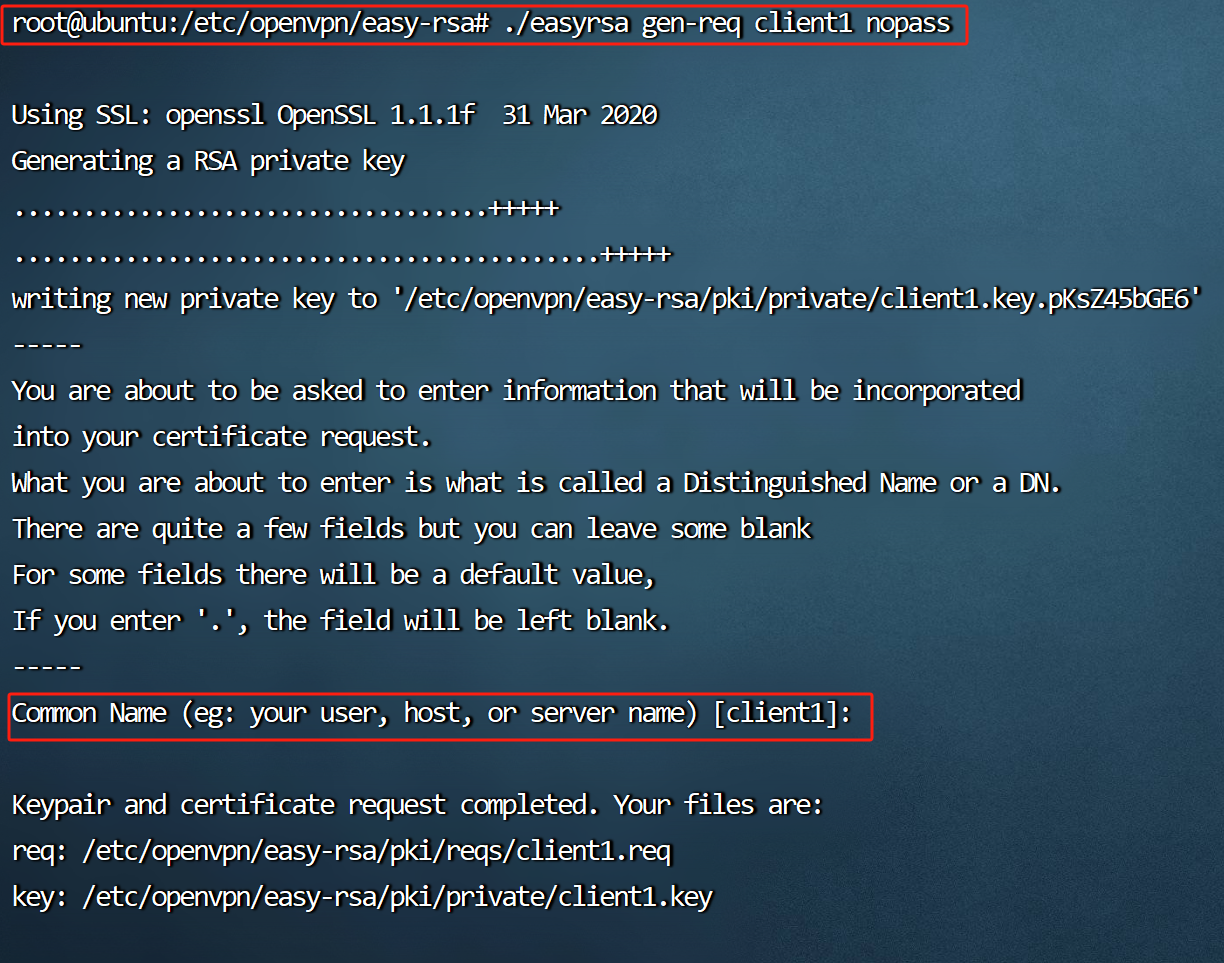 root@ubuntu:/etc/openvpn/easy-rsa# ./easyrsa gen-req client1 nopass
Using SSL: openssl OpenSSL 1.1.1f  31 Mar 2020
Generating a RSA private key
..................................+++++
..........................................+++++
writing new private key to '/etc/openvpn/easy-rsa/pki/private/client1.key.pKsZ45bGE6'
-----
You are about to be asked to enter information that will be incorporated
into your certificate request.
What you are about to enter is what is called a Distinguished Name or a DN.
There are quite a few fields but you can leave some blank
For some fields there will be a default value,
If you enter '.', the field will be left blank.
-----
Common Name (eg: your user, host, or server name) [client1]:
Keypair and certificate request completed. Your files are:
req: /etc/openvpn/easy-rsa/pki/reqs/client1.req
key: /etc/openvpn/easy-rsa/pki/private/client1.key